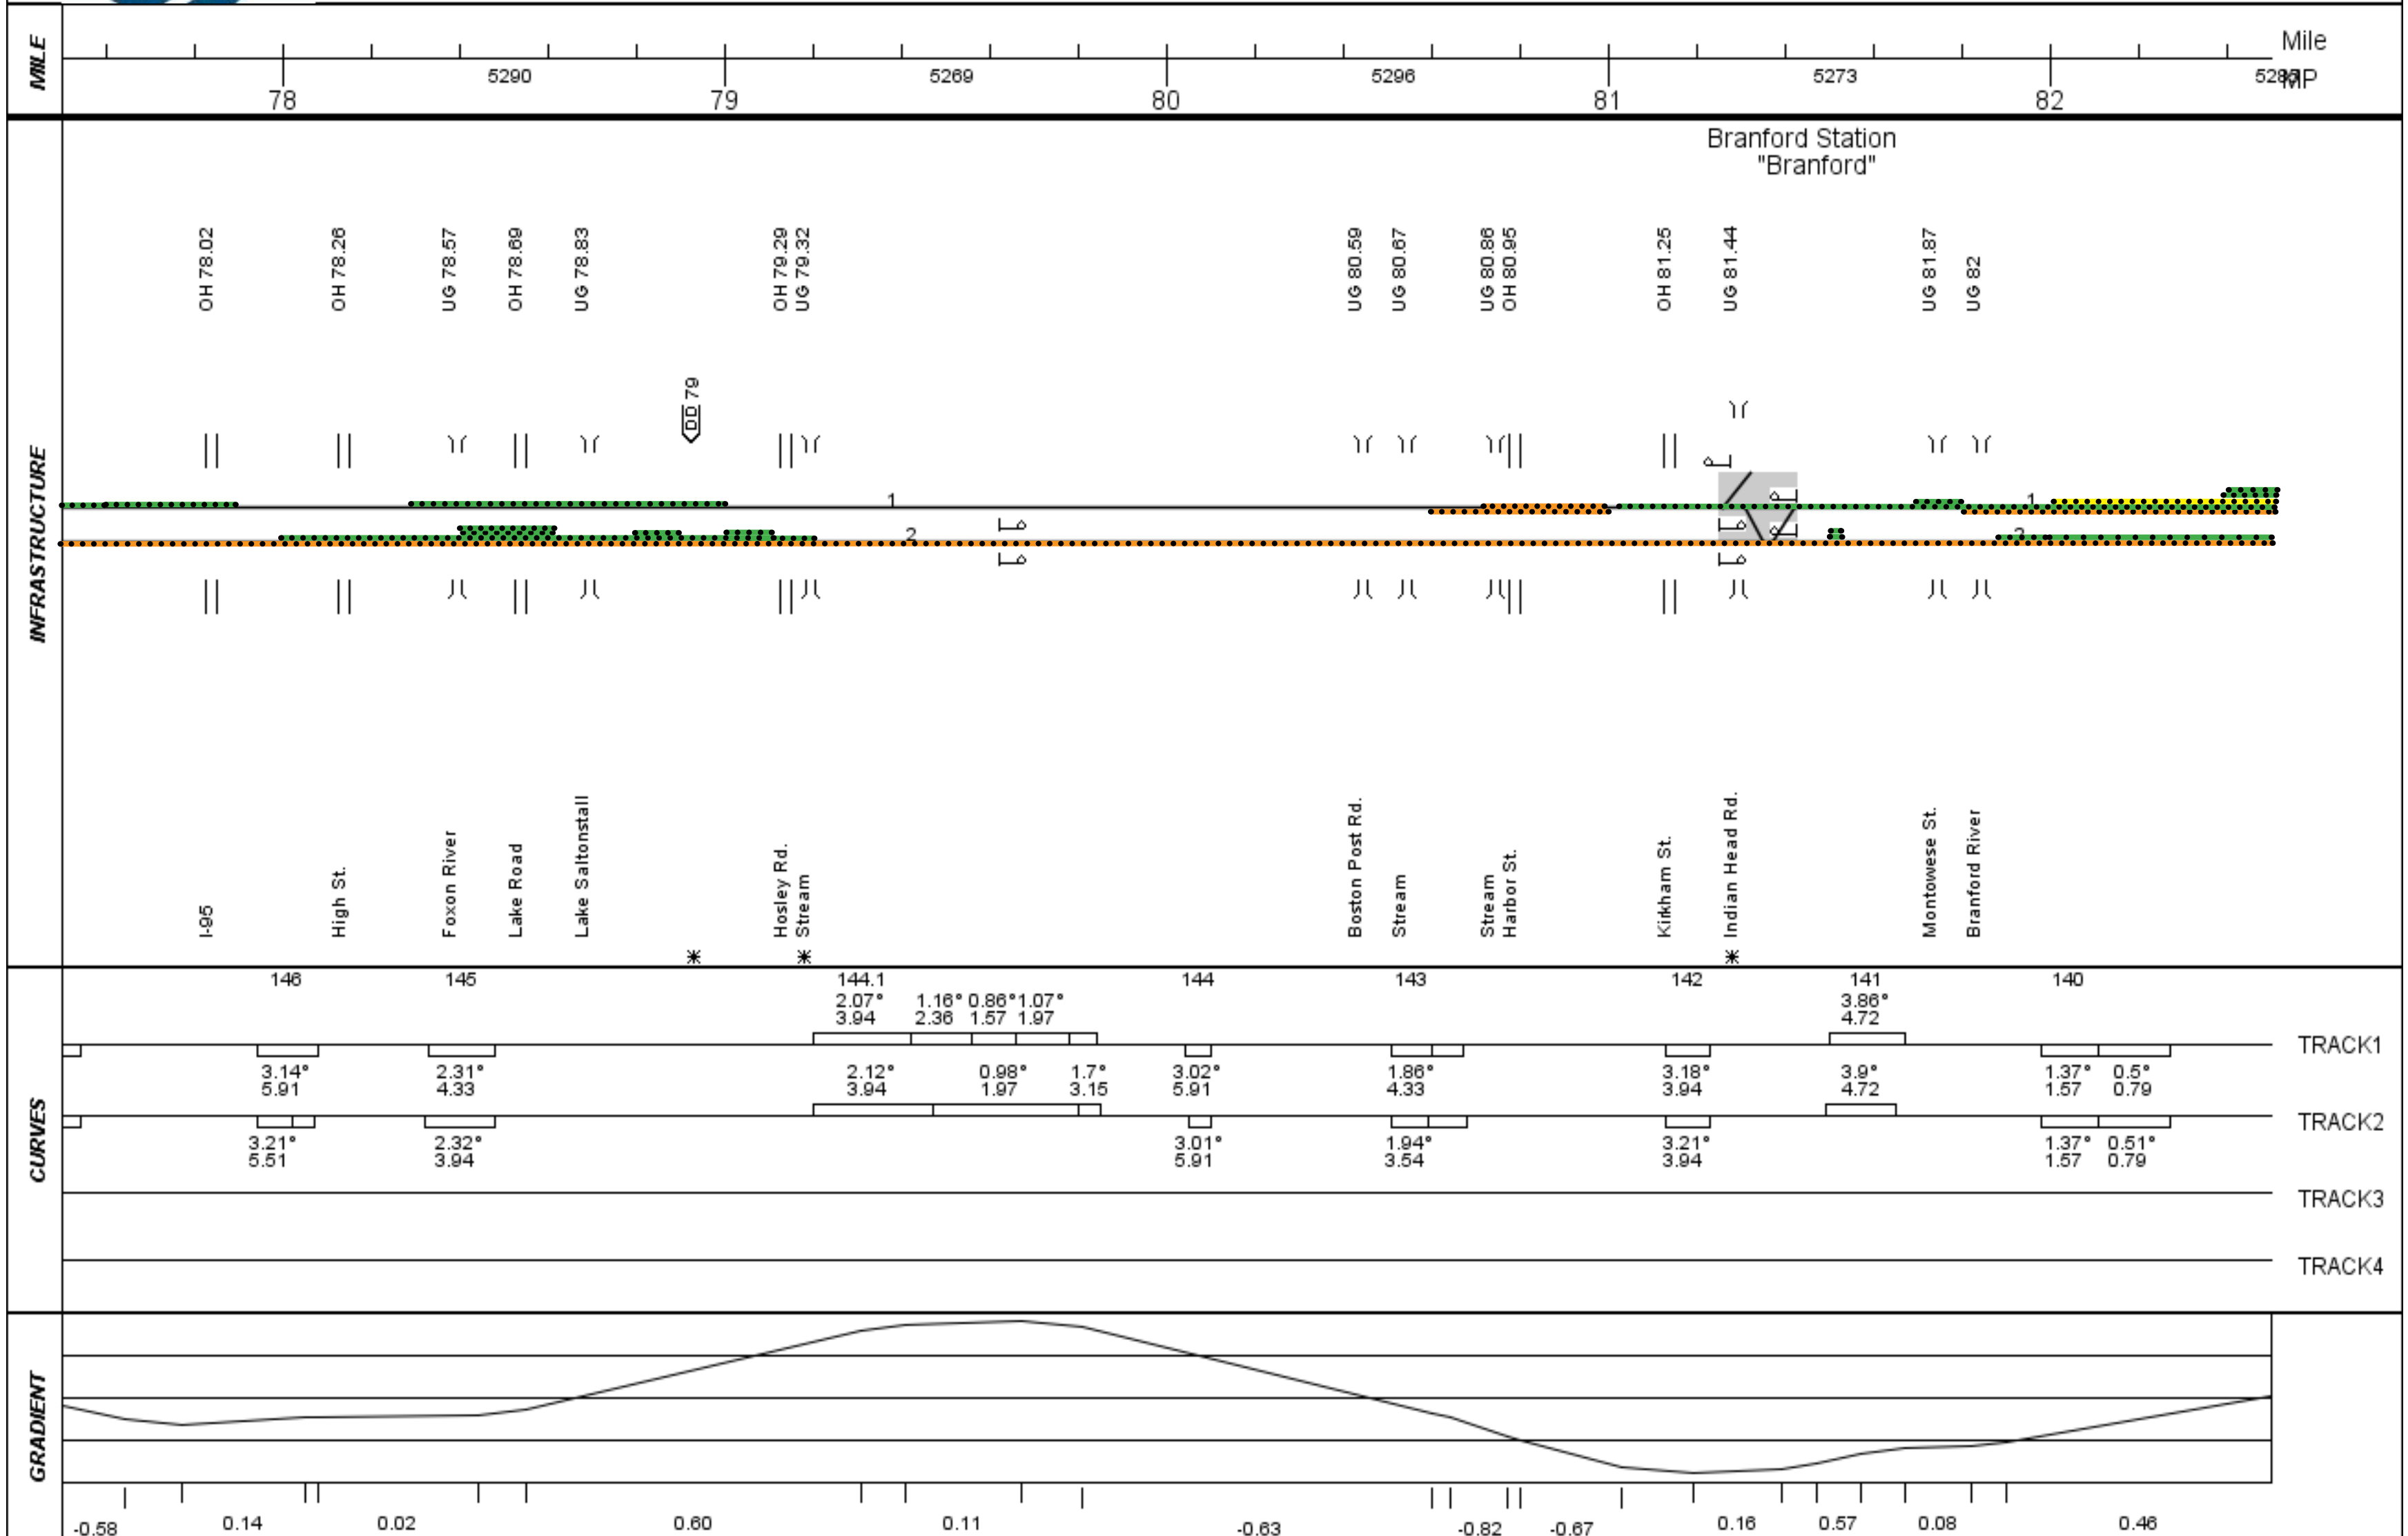 MILE
Mile
5290 5269 5296 5273
MP
78 79 80 81 82
Branford Station
"Branford"
INFRASTRUCTURE
OH 78.02
OH 78.26
UG 78.57
OH 78.69
UG 78.83
OH 79.29
UG 79.32
UG 80.59
UG 80.67
UG 80.86
OH 80.95
OH 81.25
UG 81.44
UG 81.87
UG 82
DD 79
1 1
2 2
I-95
High St.
Foxon River
Lake Road
Lake Saltonstall
Hosley Rd.
Stream
Boston Post Rd.
Stream
Stream
Harbor St.
Kirkham St.
Indian Head Rd.
Montowese St.
Branford River
* * *
CURVES
146 145 144.1 144 143 142 141 140
2.07° 1.16° 0.86° 1.07° 3.86°
3.94 2.36 1.57 1.97 4.72
TRACK1
3.14° 2.31° 2.12° 0.98° 1.7° 3.02° 1.86° 3.18° 3.9° 1.37° 0.5°
5.91 4.33 3.94 1.97 3.15 5.91 4.33 3.94 4.72 1.57 0.79
TRACK2
3.21° 2.32° 3.01° 1.94° 3.21° 1.37° 0.51°
5.51 3.94 5.91 3.54 3.94 1.57 0.79
TRACK3
TRACK4
GRADIENT
-0.58 0.14 0.02 0.60 0.11 -0.63 -0.82 -0.67 0.16 0.57 0.08 0.46